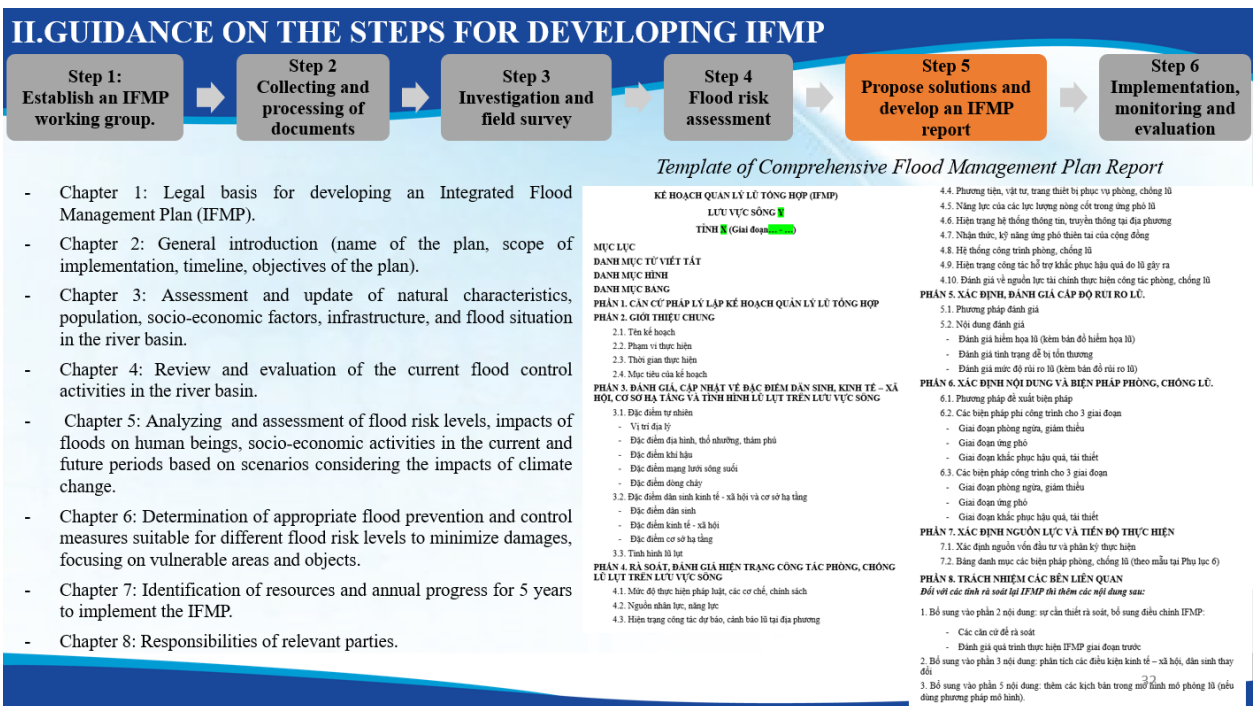 II.GUIDANCE ON THE STEPS FOR DEVELOPING IFMP
Step 1:
Establish an IFMP
working group.
Step 2
Collecting and
processing of
documents
Step 3
Investigation and
field survey
Step 4
Flood risk
assessment
Step 5
Propose solutions and
develop an IFMP
report
Step 6
Implementation,
monitoring and
evaluation
- Chapter 1: Legal basis for developing an Integrated Flood
Management Plan (IFMP).
- Chapter 2: General introduction (name of the plan, scope of
implementation, timeline, objectives of the plan).
- Chapter 3: Assessment and update of natural characteristics,
population, socio-economic factors, infrastructure, and flood situation
in the river basin.
- Chapter 4: Review and evaluation of the current flood control
activities in the river basin.
- Chapter 5: Analyzing and assessment of flood risk levels, impacts of
floods on human beings, socio-economic activities in the current and
future periods based on scenarios considering the impacts of climate
change.
- Chapter 6: Determination of appropriate flood prevention and control
measures suitable for different flood risk levels to minimize damages,
focusing on vulnerable areas and objects.
- Chapter 7: Identification of resources and annual progress for 5 years
to implement the IFMP.
- Chapter 8: Responsibilities of relevant parties.
Template of Comprehensive Flood Management Plan Report
KẾ HOẠCH QUẢN LÝ LŨ TỔNG HỢP (IFMP)
LƯU VỰC SÔNG Y
TỈNH X (Giai đoạn.... - ....)
MỤC LỤC
DANH MỤC TỪ VIẾT TẮT
DANH MỤC HÌNH
DANH MỤC BẢNG
PHẦN 1. CĂN CỨ PHÁP LÝ LẬP KẾ HOẠCH QUẢN LÝ LŨ TỔNG HỢP
PHẦN 2. GIỚI THIỆU CHUNG
2.1. Tên kế hoạch
2.2. Phạm vi thực hiện
2.3. Thời gian thực hiện
2.4. Mục tiêu của kế hoạch
PHẦN 3. ĐÁNH GIÁ, CẬP NHẬT VỀ ĐẶC ĐIỂM DÂN SINH, KINH TẾ – XÃ
HỘI, CƠ SỞ HẠ TẦNG VÀ TÌNH HÌNH LŨ LỤT TRÊN LƯU VỰC SÔNG
3.1. Đặc điểm tự nhiên
- Vị trí địa lý
- Đặc điểm địa hình, thổ nhưỡng, thảm phủ
- Đặc điểm khí hậu
- Đặc điểm mạng lưới sông suối
- Đặc điểm dòng chảy
3.2. Đặc điểm dân sinh kinh tế - xã hội và cơ sở hạ tầng
- Đặc điểm dân sinh
- Đặc điểm kinh tế - xã hội
- Đặc điểm cơ sở hạ tầng
3.3. Tình hình lũ lụt
PHẦN 4. RÀ SOÁT, ĐÁNH GIÁ HIỆN TRẠNG CÔNG TÁC PHÒNG, CHỐNG
LŨ LỤT TRÊN LƯU VỰC SÔNG
4.1. Mức độ thực hiện pháp luật, các cơ chế, chính sách
4.2. Nguồn nhân lực, năng lực
4.3. Hiện trạng công tác dự báo, cảnh báo lũ tại địa phương
4.4. Phương tiện, vật tư, trang thiết bị phục vụ phòng, chống lũ
4.5. Năng lực của các lực lượng nòng cốt trong ứng phó lũ
4.6. Hiện trạng hệ thống thông tin, truyền thông tại địa phương
4.7. Nhận thức, kỹ năng ứng phó thiên tai của cộng đồng
4.8. Hệ thống công trình phòng, chống lũ
4.9. Hiện trạng công tác hỗ trợ khắc phục hậu quả do lũ gây ra
4.10. Đánh giá về nguồn lực tài chính thực hiện công tác phòng, chống lũ
PHẦN 5. XÁC ĐỊNH, ĐÁNH GIÁ CẤP ĐỘ RỦI RO LŨ.
5.1. Phương pháp đánh giá
5.2. Nội dung đánh giá
- Đánh giá hiểm họa lũ (kèm bản đồ hiểm họa lũ)
- Đánh giá tình trạng dễ bị tổn thương
- Đánh giá mức độ rủi ro lũ (kèm bản đồ rủi ro lũ)
PHẦN 6. XÁC ĐỊNH NỘI DUNG VÀ BIỆN PHÁP PHÒNG, CHỐNG LŨ.
6.1. Phương pháp đề xuất biện pháp
6.2. Các biện pháp phi công trình cho 3 giai đoạn
- Giai đoạn phòng ngừa, giảm thiểu
- Giai đoạn ứng phó
- Giai đoạn khắc phục hậu quả, tái thiết
6.3. Các biện pháp công trình cho 3 giai đoạn
- Giai đoạn phòng ngừa, giảm thiểu
- Giai đoạn ứng phó
- Giai đoạn khắc phục hậu quả, tái thiết
PHẦN 7. XÁC ĐỊNH NGUỒN LỰC VÀ TIẾN ĐỘ THỰC HIỆN
7.1. Xác định nguồn vốn đầu tư và phân kỳ thực hiện
7.2. Bảng danh mục các biện pháp phòng, chống lũ (theo mẫu tại Phụ lục 6)
PHẦN 8. TRÁCH NHIỆM CÁC BÊN LIÊN QUAN
Đối với các tỉnh rà soát lại IFMP thì thêm các nội dung sau:
1. Bổ sung vào phần 2 nội dung: sự cần thiết rà soát, bổ sung điều chỉnh IFMP:
- Các căn cứ để rà soát
- Đánh giá quá trình thực hiện IFMP giai đoạn trước
2. Bổ sung vào phần 3 nội dung: phân tích các điều kiện kinh tế – xã hội, dân sinh thay
đổi
3. Bổ sung vào phần 5 nội dung: thêm các kịch bản trong mô hình mô phỏng lũ (nếu
dùng phương pháp mô hình).
32